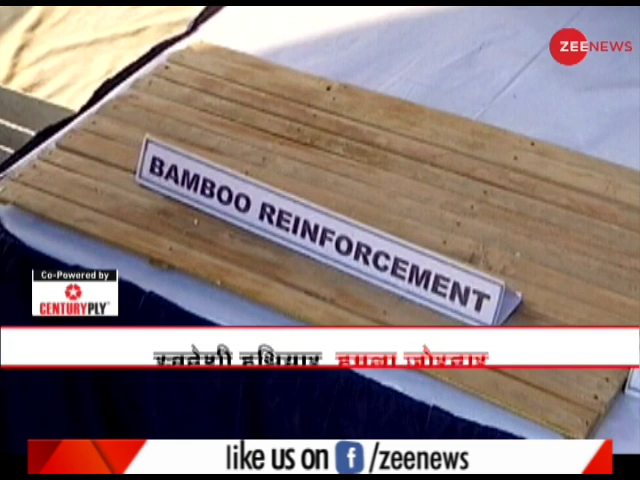 ZEENEWS
BAMBOO REINFORCEMENT
Co-Powered by
CENTURYPLY
like us on f /zeenews